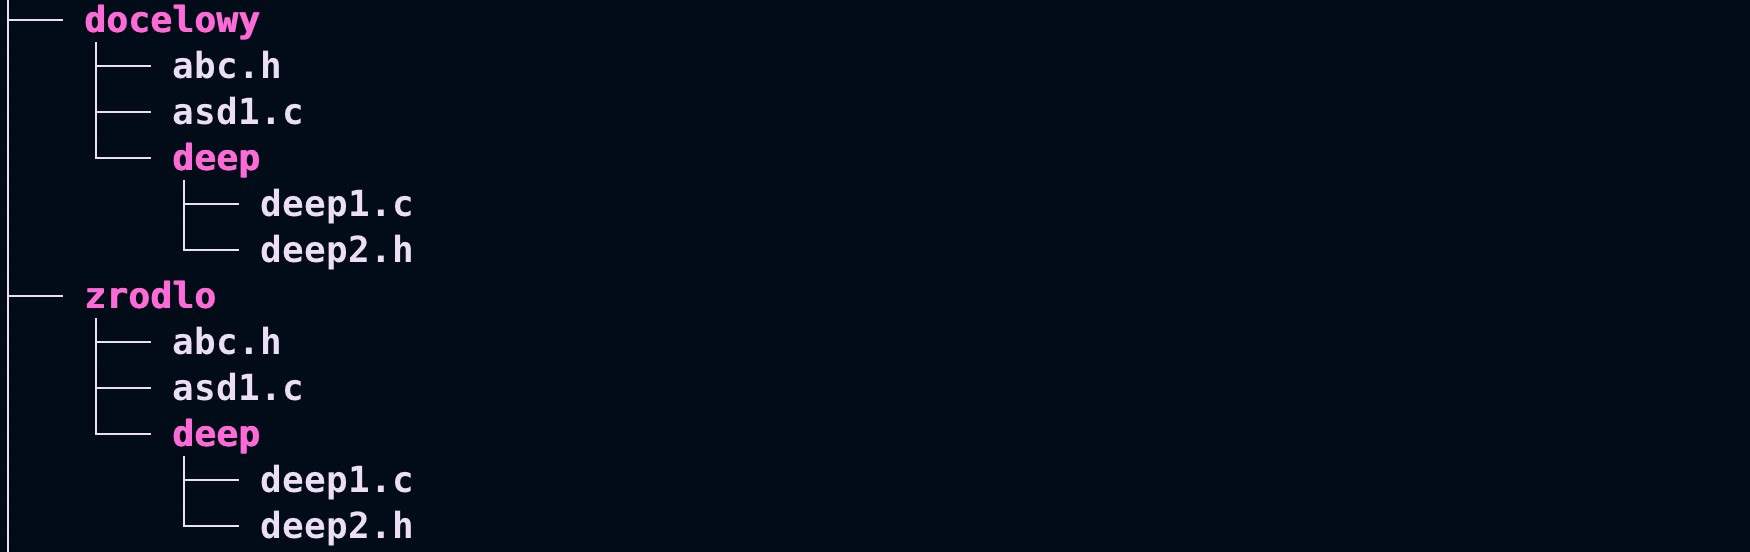 docelowy
abc.h
asd1.c
deep
deep1.c
deep2.h
zrodlo
abc.h
asd1.c
deep
deep1.c
deep2.h